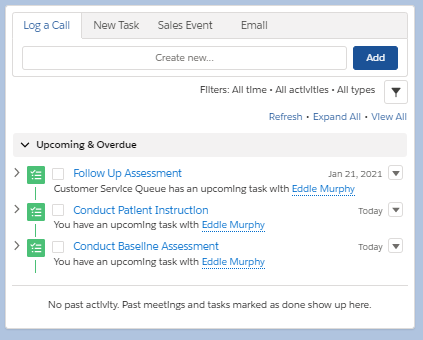 Log a Call New Task Sales Event Email
Create new... Add
Filters: All time • All activities • All types
Refresh • Expand All • View All
Upcoming & Overdue
Follow Up Assessment Jan 21, 2021
Customer Service Queue has an upcoming task with Eddie Murphy
Conduct Patient Instruction Today
You have an upcoming task with Eddie Murphy
Conduct Baseline Assessment Today
You have an upcoming task with Eddie Murphy
No past activity. Past meetings and tasks marked as done show up here.